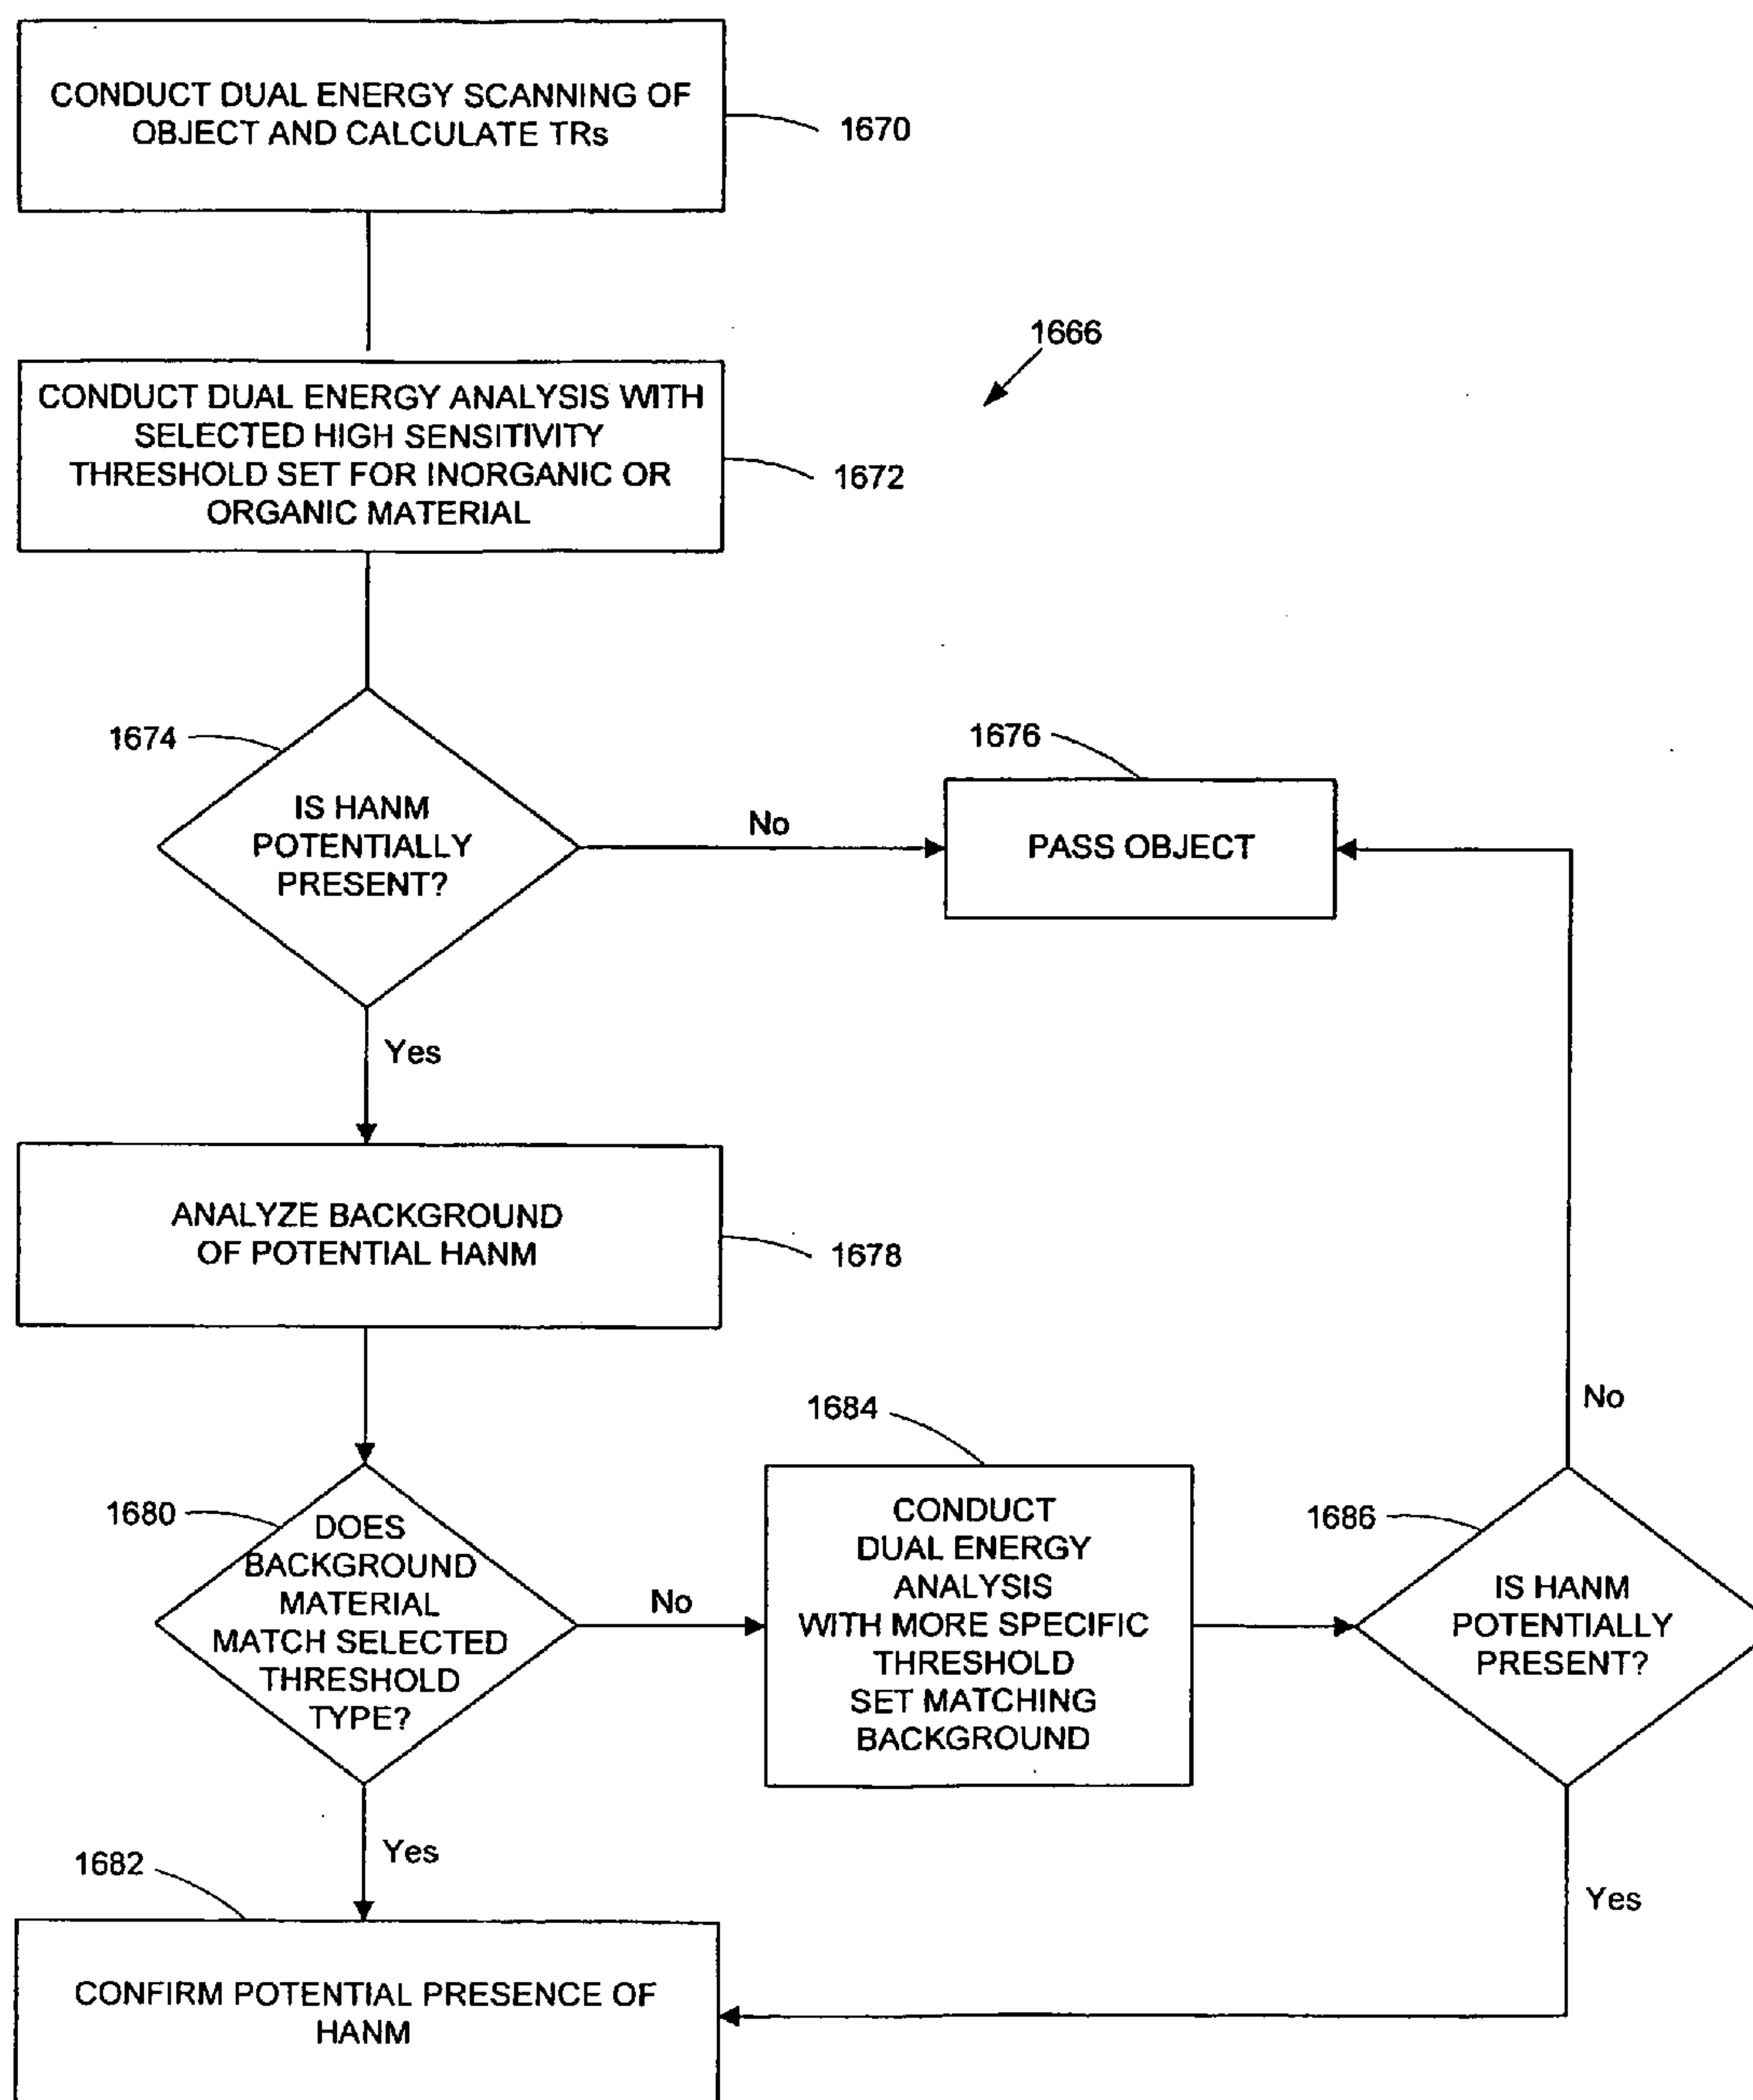 CONDUCT DUAL ENERGY SCANNING OF
OBJECT AND CALCULATE TRs
1670
1666
CONDUCT DUAL ENERGY ANALYSIS WITH
SELECTED HIGH SENSITIVITY
THRESHOLD SET FOR INORGANIC OR
ORGANIC MATERIAL
1672
1674
IS HANM
POTENTIALLY
PRESENT?
No
1676
PASS OBJECT
Yes
ANALYZE BACKGROUND
OF POTENTIAL HANM
1678
1680
DOES
BACKGROUND
MATERIAL
MATCH SELECTED
THRESHOLD
TYPE?
No
1684
CONDUCT
DUAL ENERGY
ANALYSIS
WITH MORE SPECIFIC
THRESHOLD
SET MATCHING
BACKGROUND
No
1686
IS HANM
POTENTIALLY
PRESENT?
Yes
Yes
1682
CONFIRM POTENTIAL PRESENCE OF
HANM